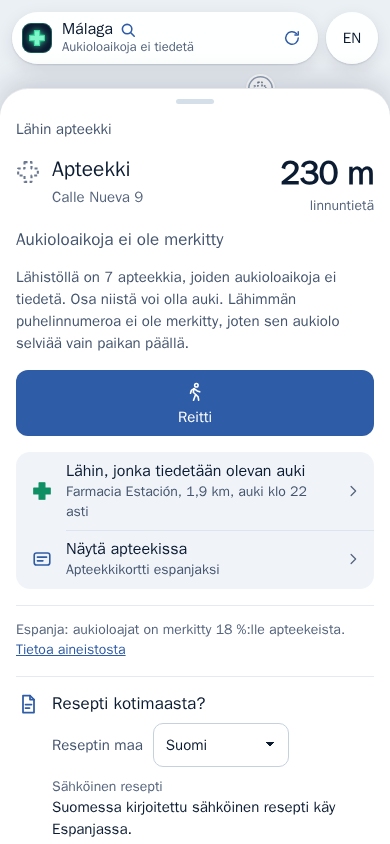 Málaga
Aukioloaikoja ei tiedetä
EN
Lähin apteekki
Apteekki
230 m
Calle Nueva 9
linnuntietä
Aukioloaikoja ei ole merkitty
Lähistöllä on 7 apteekkia, joiden aukioloaikoja ei
tiedetä. Osa niistä voi olla auki. Lähimmän
puhelinnumeroa ei ole merkitty, joten sen aukiolo
selviää vain paikan päällä.
Reitti
Lähin, jonka tiedetään olevan auki
Farmacia Estación, 1,9 km, auki klo 22
asti
Näytä apteekissa
Apteekkikortti espanjaksi
Espanja: aukioloajat on merkitty 18 %:lle apteekeista.
Tietoa aineistosta
Resepti kotimaasta?
Reseptin maa
Suomi
Sähköinen resepti
Suomessa kirjoitettu sähköinen resepti käy
Espanjassa.